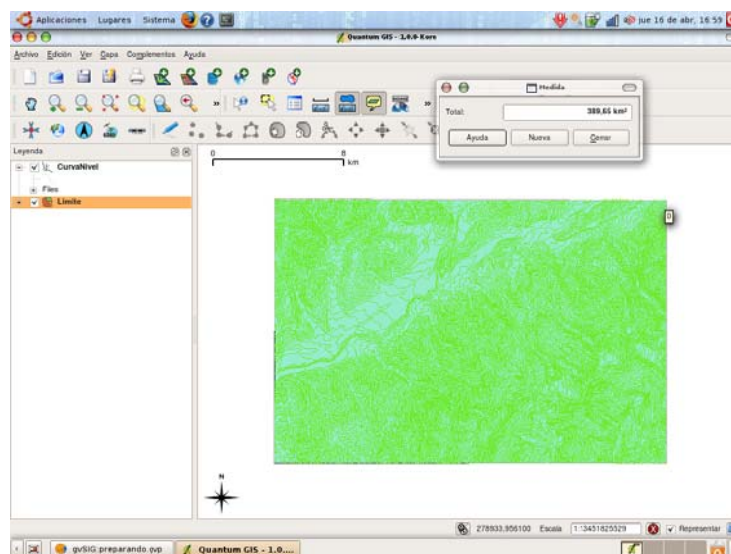 Aplicaciones Lugares Sistema
jue 16 de abr, 16:59
Quantum GIS - 1.0.0-Kore
Archivo Edición Ver Capa Complementos Ayuda
Medida
Total: 389,65 km²
Ayuda Nueva Cerrar
Leyenda
CurvaNivel
Files
Limite
0 8
km
N
278933,956100 Escala 1:13451825529 Representar
gvSIG:preparando.gvp Quantum GIS - 1.0....